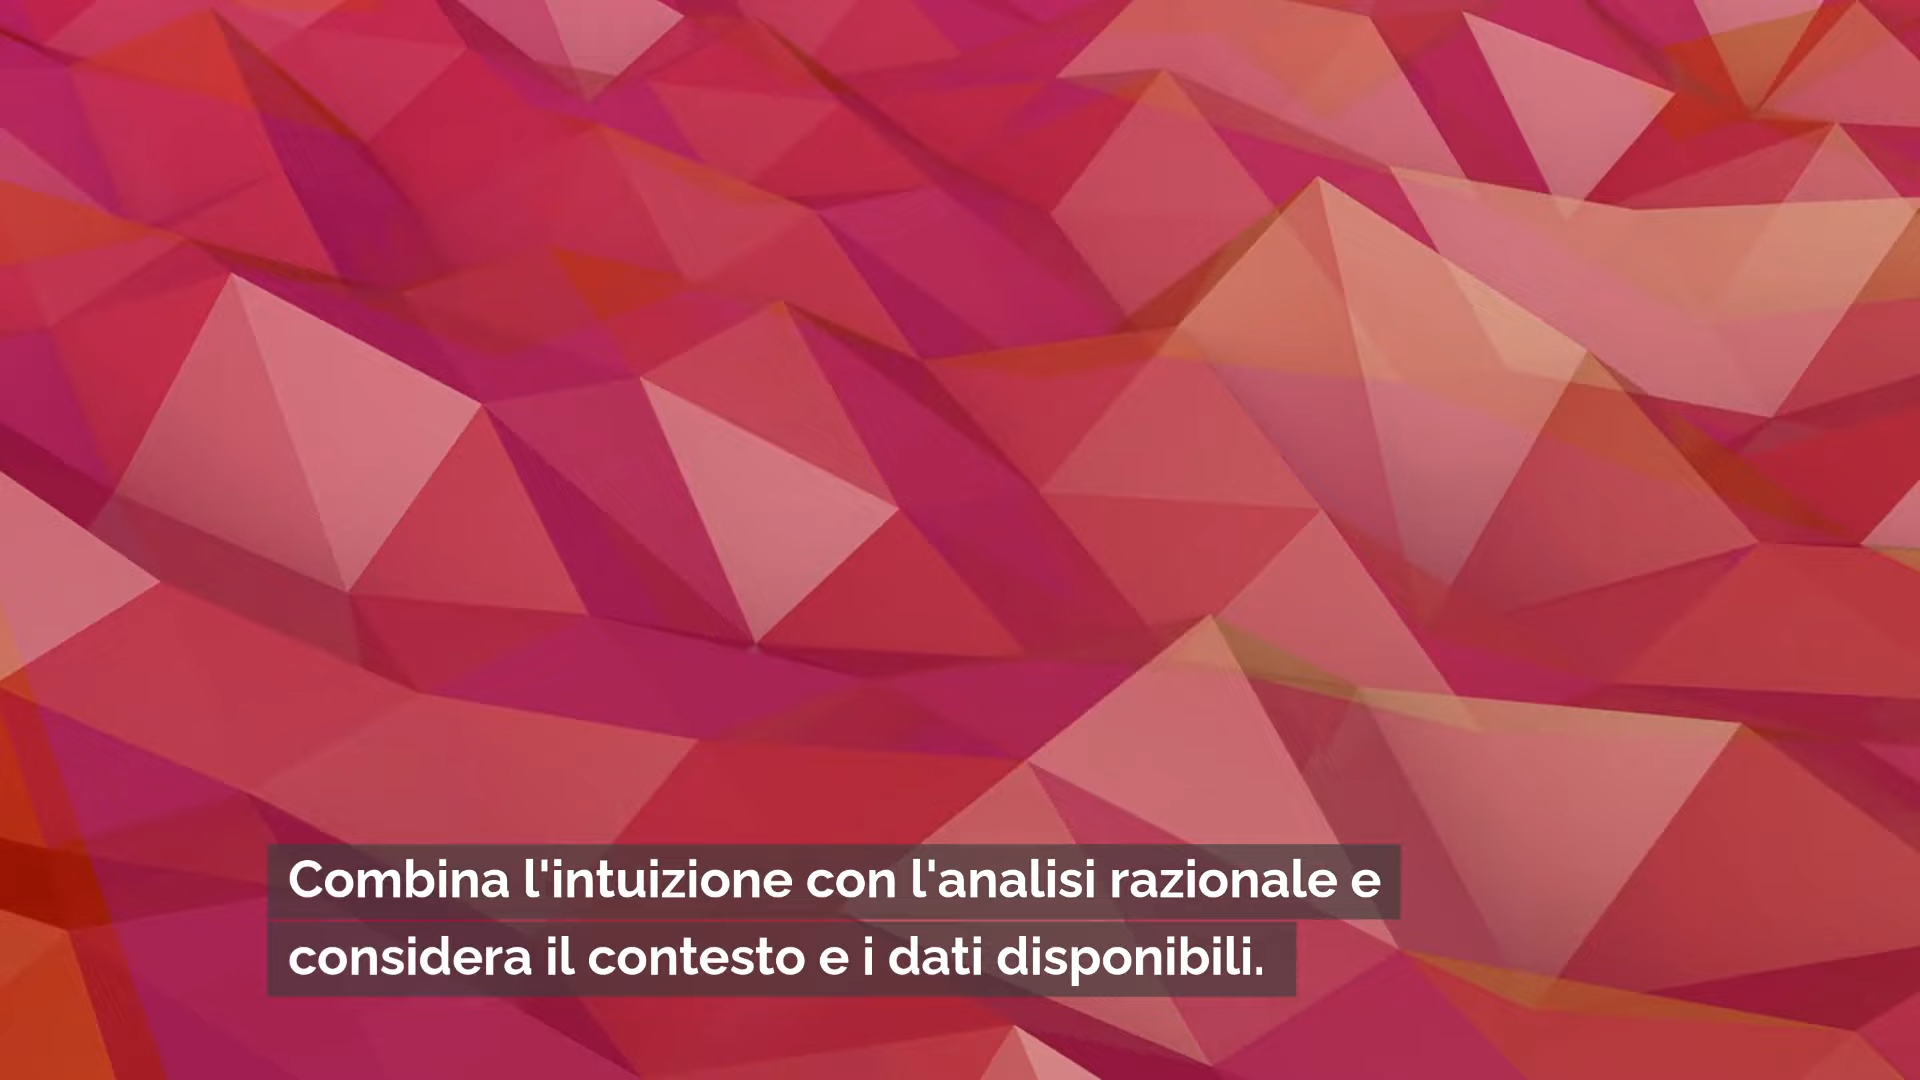 Combina l'intuizione con l'analisi razionale e
considera il contesto e i dati disponibili.